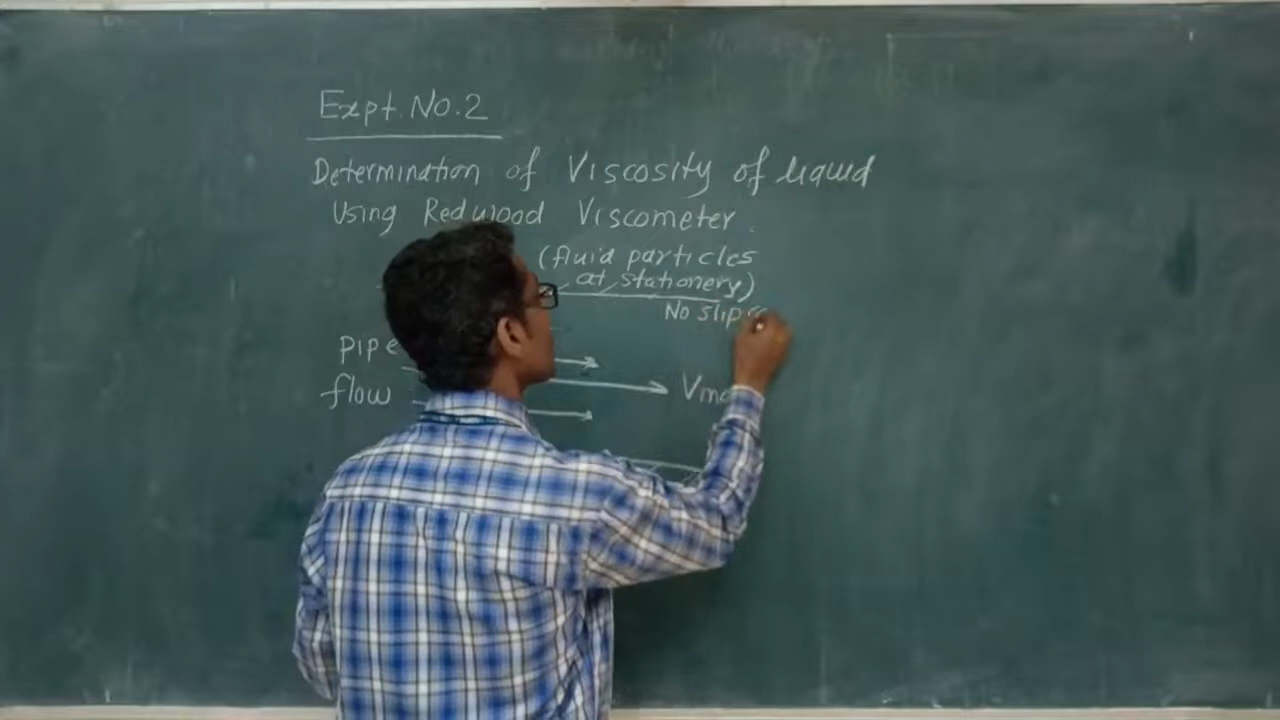 Expt. No.2
Determination of Viscosity of liquid
Using Redwood Viscometer.
(fluid particles
at stationery)
No slip
Pipe
flow